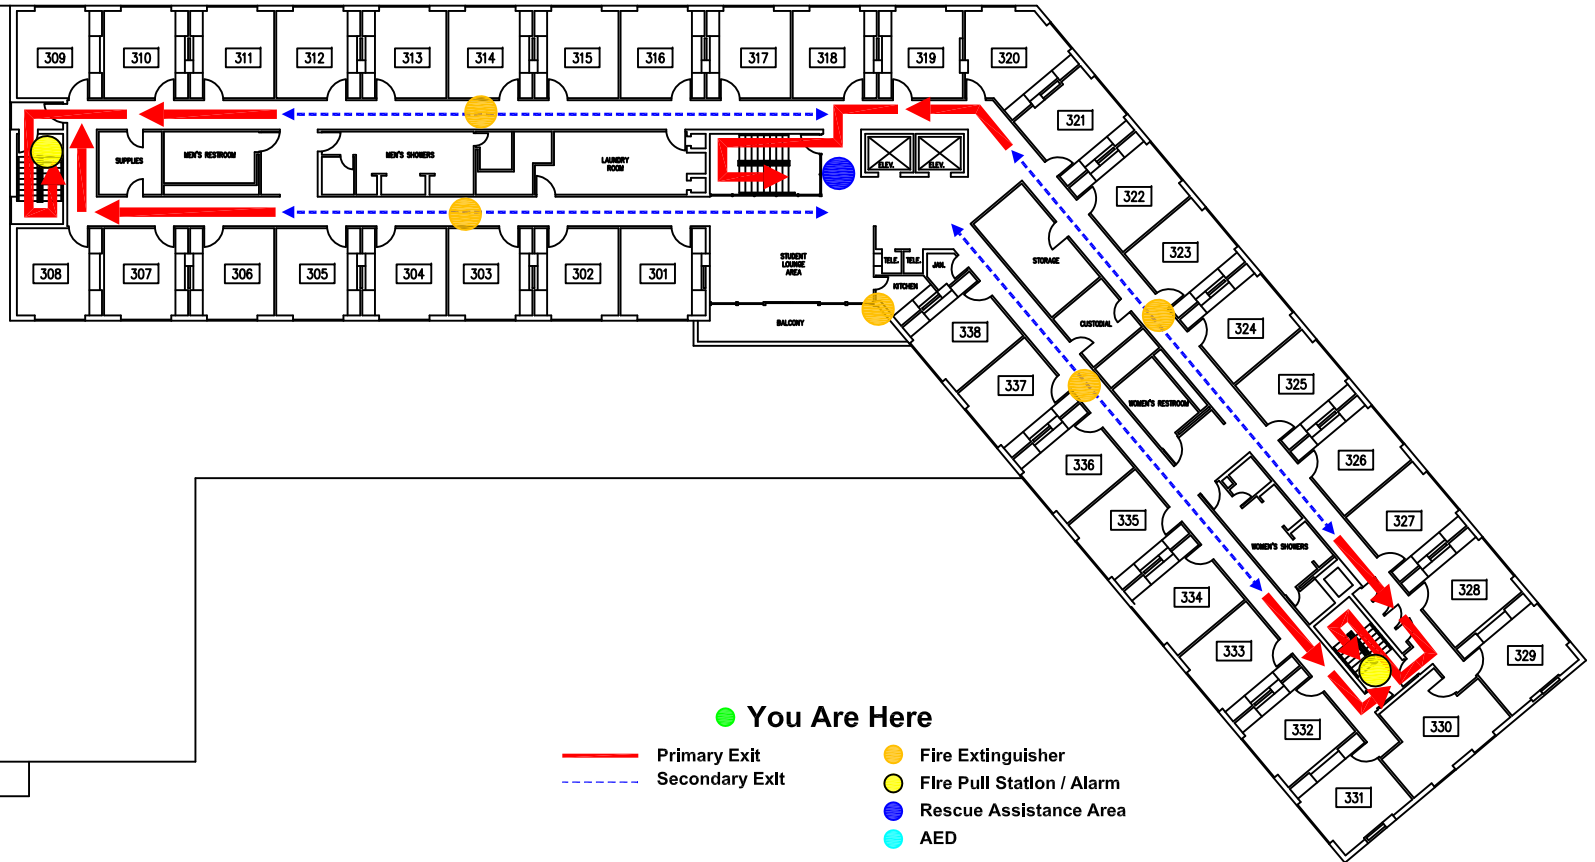 309
310
311
312
313
314
315
316
317
318
319
320
321
322
323
324
325
326
327
328
329
330
331
332
333
334
335
336
337
338
SUPPLIES
MEN'S RESTROOM
MEN'S SHOWERS
LAUNDRY
ROOM
ELEV.
ELEV.
308
307
306
305
304
303
302
301
STUDENT
LOUNGE
AREA
TELE.
TELE.
JAN.
KITCHEN
BALCONY
STORAGE
CUSTODIAL
WOMEN'S RESTROOM
WOMEN'S SHOWERS
You Are Here
Primary Exit
Secondary Exit
Fire Extinguisher
Fire Pull Station / Alarm
Rescue Assistance Area
AED